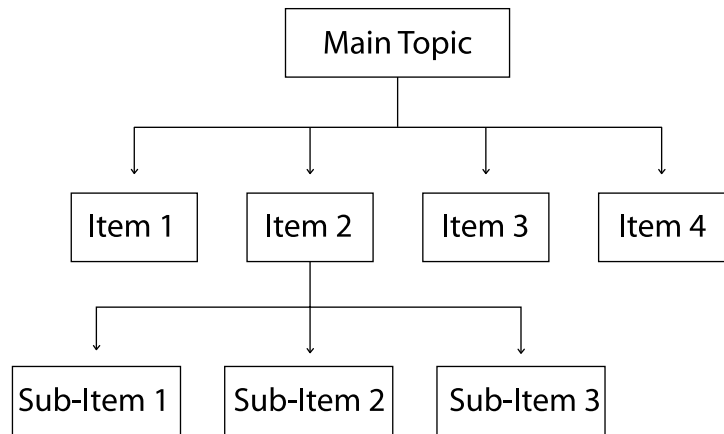 Main Topic
Item 1
Item 2
Item 3
Item 4
Sub-Item 1
Sub-Item 2
Sub-Item 3